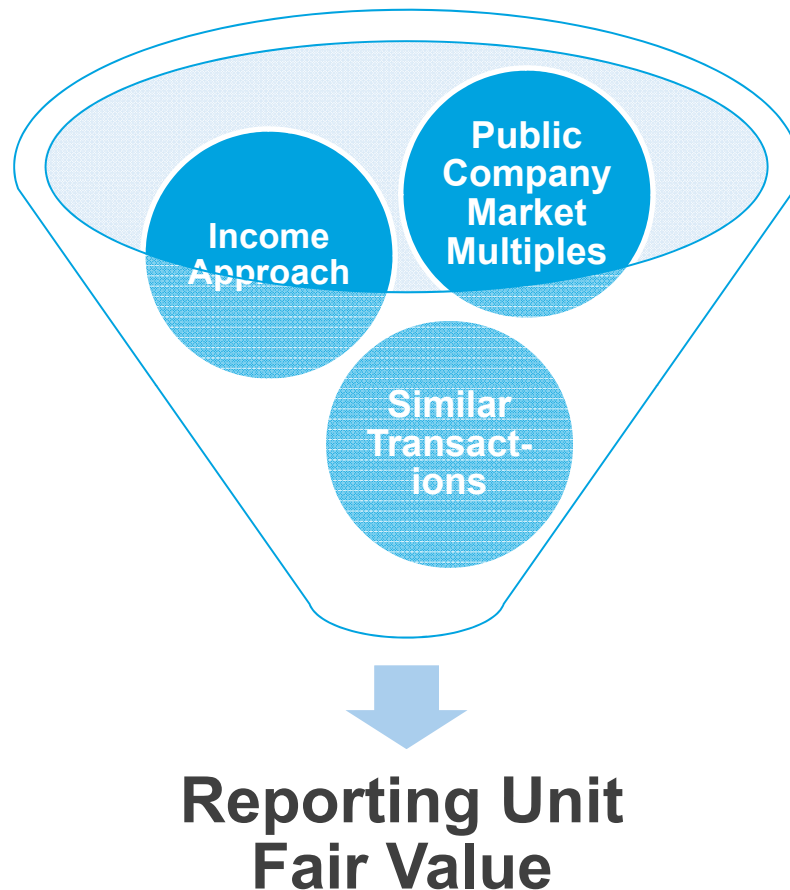 Public
Company
Market
Multiples
Income
Approach
Similar
Transact-
ions
Reporting Unit
Fair Value